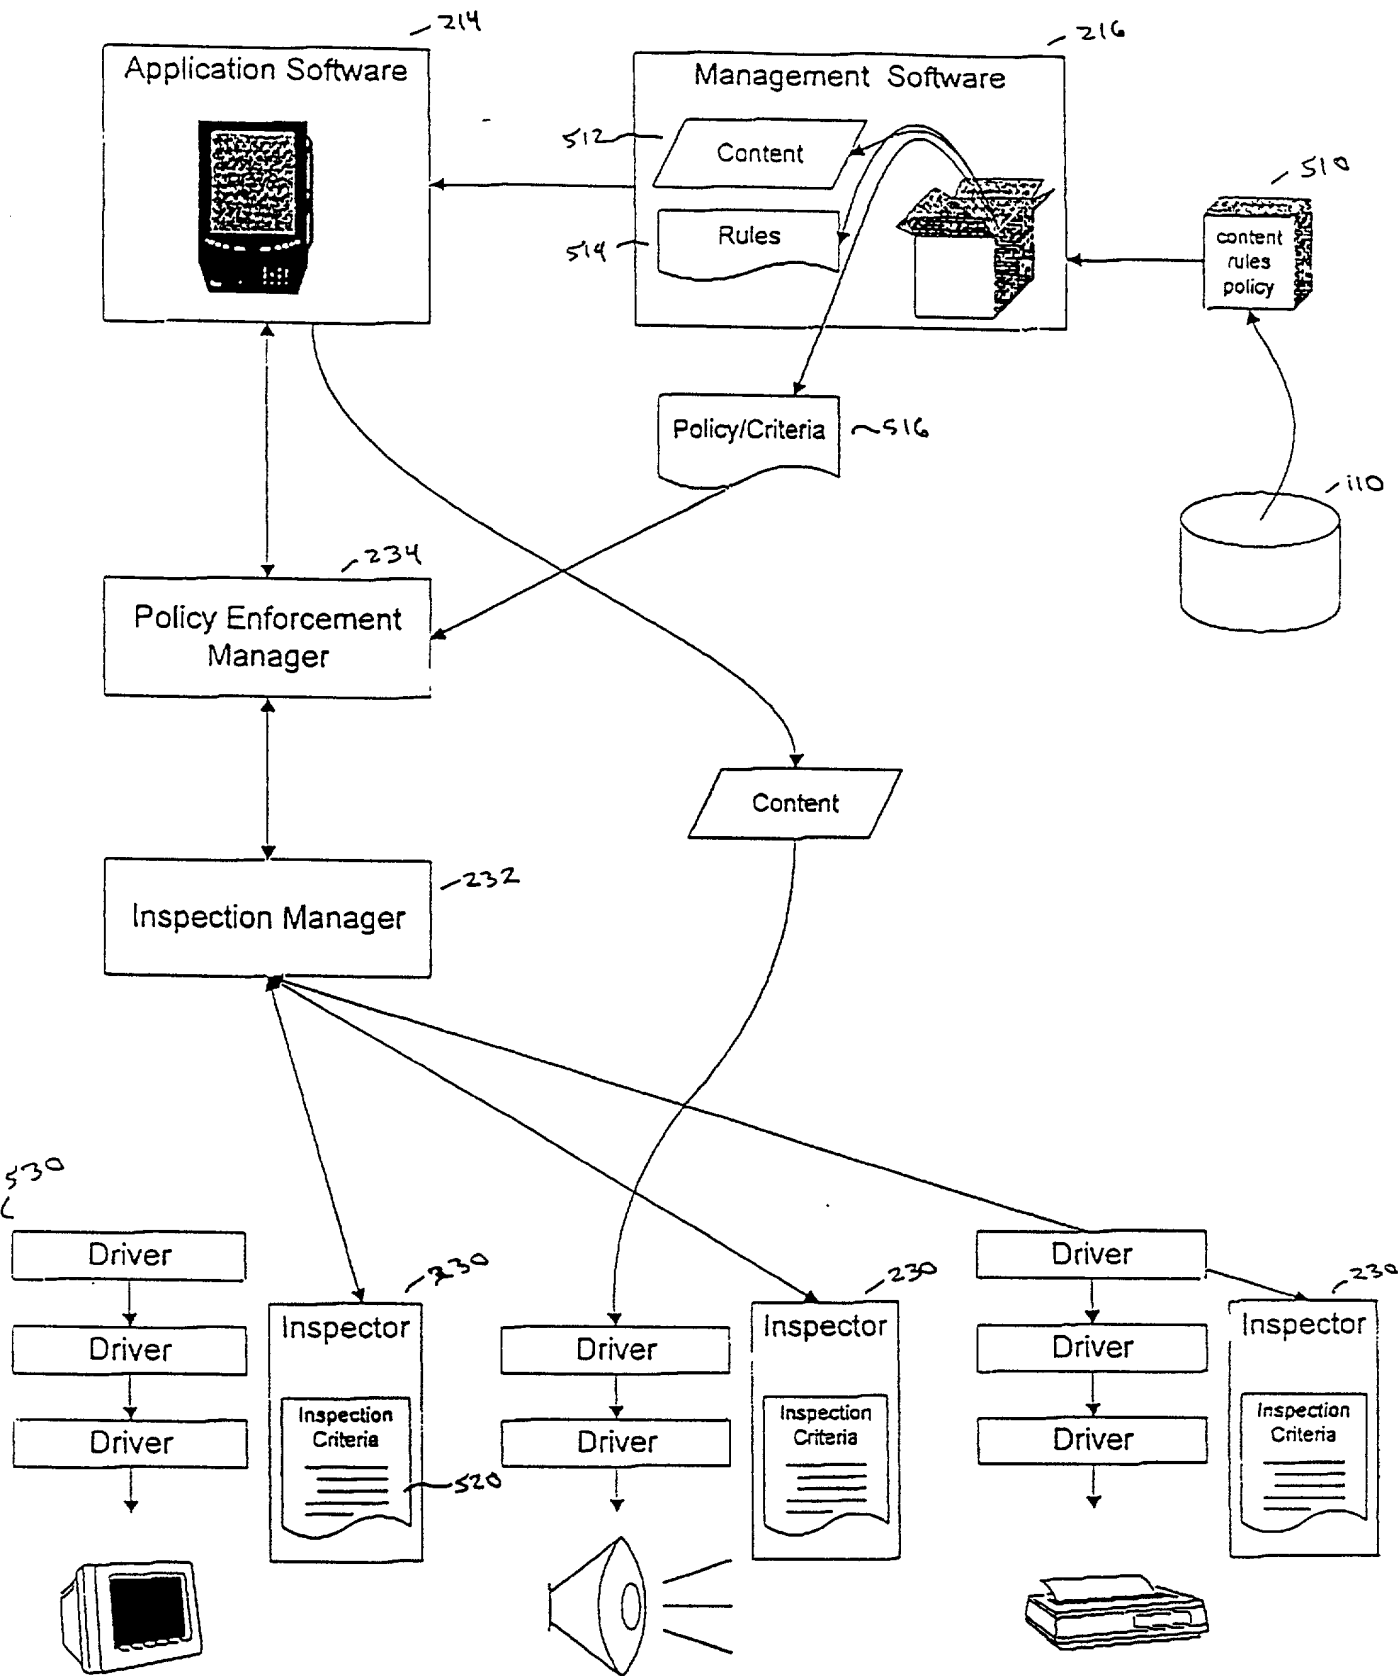 214
Application Software
216
Management Software
512
Content
514
Rules
510
content
rules
policy
Policy/Criteria
516
110
234
Policy Enforcement
Manager
Content
232
Inspection Manager
530
Driver
Driver
Driver
230
Inspector
Inspection
Criteria
520
Driver
Driver
230
Inspector
Inspection
Criteria
Driver
Driver
Driver
230
Inspector
Inspection
Criteria